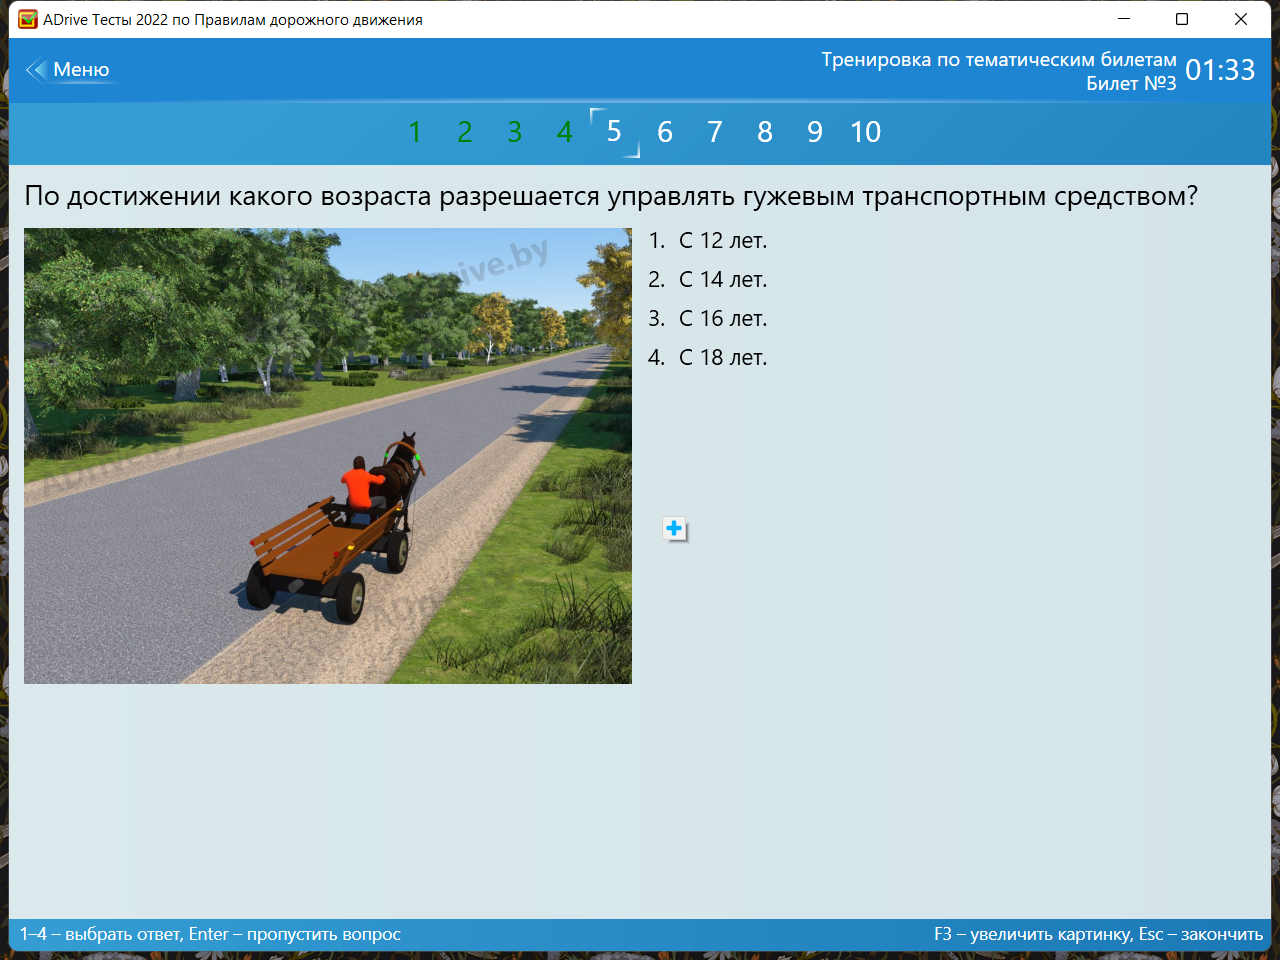 ADrive Тесты 2022 по Правилам дорожного движения
Меню
Тренировка по тематическим билетам
Билет №3
01:33
1 2 3 4 5 6 7 8 9 10
По достижении какого возраста разрешается управлять гужевым транспортным средством?
1. С 12 лет.
2. С 14 лет.
3. С 16 лет.
4. С 18 лет.
1–4 – выбрать ответ, Enter – пропустить вопрос
F3 – увеличить картинку, Esc – закончить